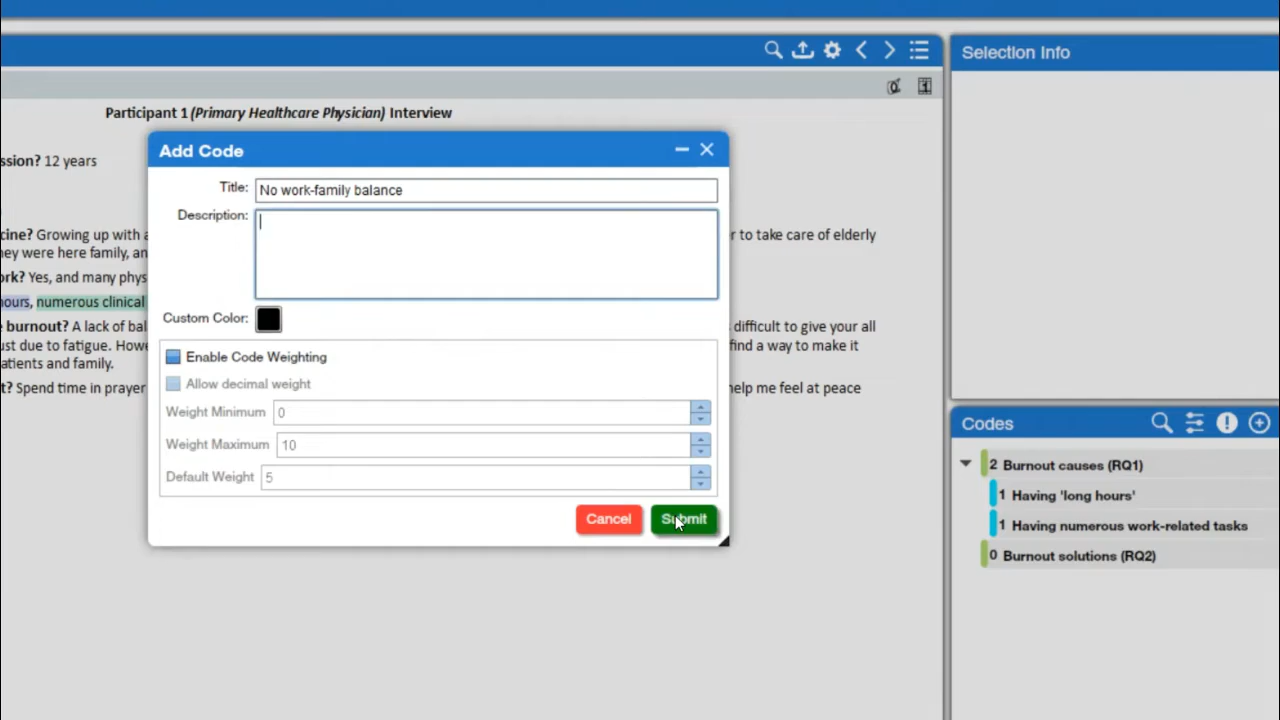 Selection Info
Participant 1 (Primary Healthcare Physician) Interview
Add Code
ssion? 12 years
Title: No work-family balance
Description:
cine? Growing up with a
r to take care of elderly
ney were here family, an
ork? Yes, and many phys
ours, numerous clinical
Custom Color:
e burnout? A lack of bal
difficult to give your all
ust due to fatigue. Howe
find a way to make it
atients and family.
Enable Code Weighting
Allow decimal weight
t? Spend time in prayer
help me feel at peace
Weight Minimum 0
Weight Maximum 10
Default Weight 5
Cancel Submit
Codes
2 Burnout causes (RQ1)
1 Having 'long hours'
1 Having numerous work-related tasks
0 Burnout solutions (RQ2)